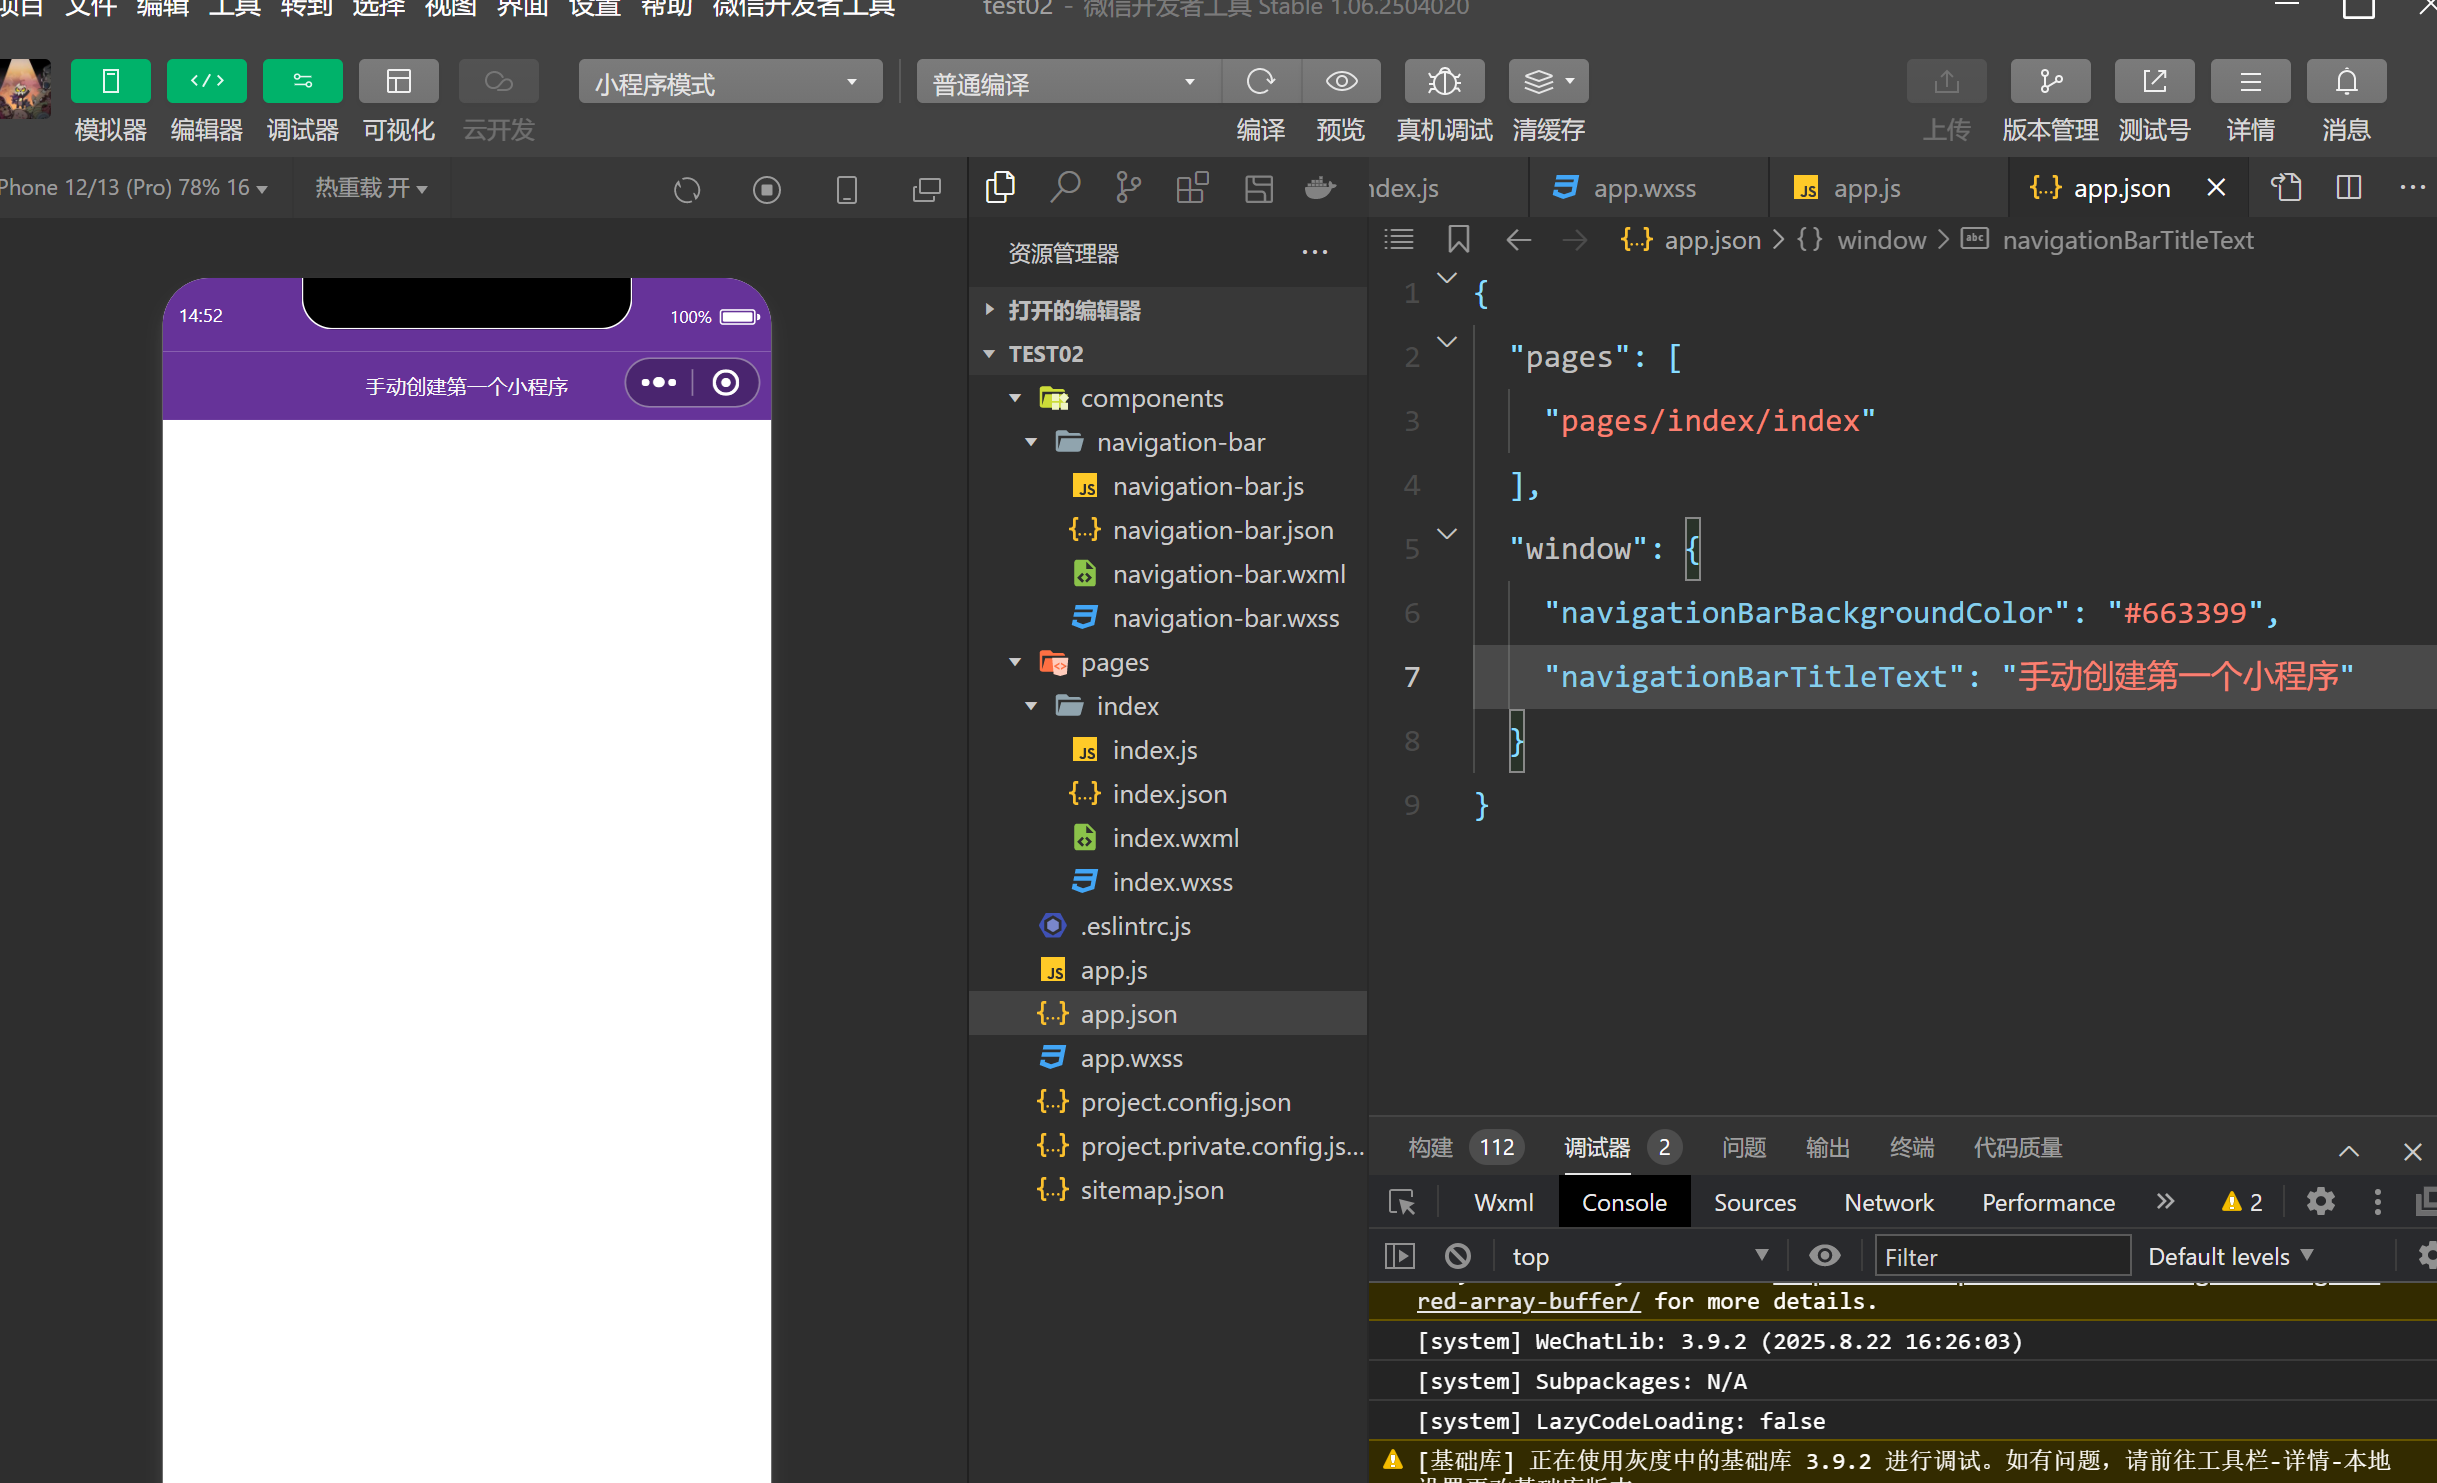 项目 文件 编辑 工具 转到 选择 视图 界面 设置 帮助 微信开发者工具 test02 - 微信开发者工具 Stable 1.06.2504020
模拟器 编辑器 调试器 可视化 云开发 小程序模式 普通编译 编译 预览 真机调试 清缓存 上传 版本管理 测试号 详情 消息
Phone 12/13 (Pro) 78% 16 热重载 开
ndex.js app.wxss app.js app.json
14:52 100%
手动创建第一个小程序
资源管理器
打开的编辑器
TEST02
components
navigation-bar
navigation-bar.js
navigation-bar.json
navigation-bar.wxml
navigation-bar.wxss
pages
index
index.js
index.json
index.wxml
index.wxss
.eslintrc.js
app.js
app.json
app.wxss
project.config.json
project.private.config.js...
sitemap.json
app.json > {} window > abc navigationBarTitleText
1 {
2 "pages": [
3 "pages/index/index"
4 ],
5 "window": {
6 "navigationBarBackgroundColor": "#663399",
7 "navigationBarTitleText": "手动创建第一个小程序"
8 }
9 }
构建 112 调试器 2 问题 输出 终端 代码质量
Wxml Console Sources Network Performance 2
top Filter Default levels
red-array-buffer/ for more details.
[system] WeChatLib: 3.9.2 (2025.8.22 16:26:03)
[system] Subpackages: N/A
[system] LazyCodeLoading: false
[基础库] 正在使用灰度中的基础库 3.9.2 进行调试。如有问题，请前往工具栏-详情-本地